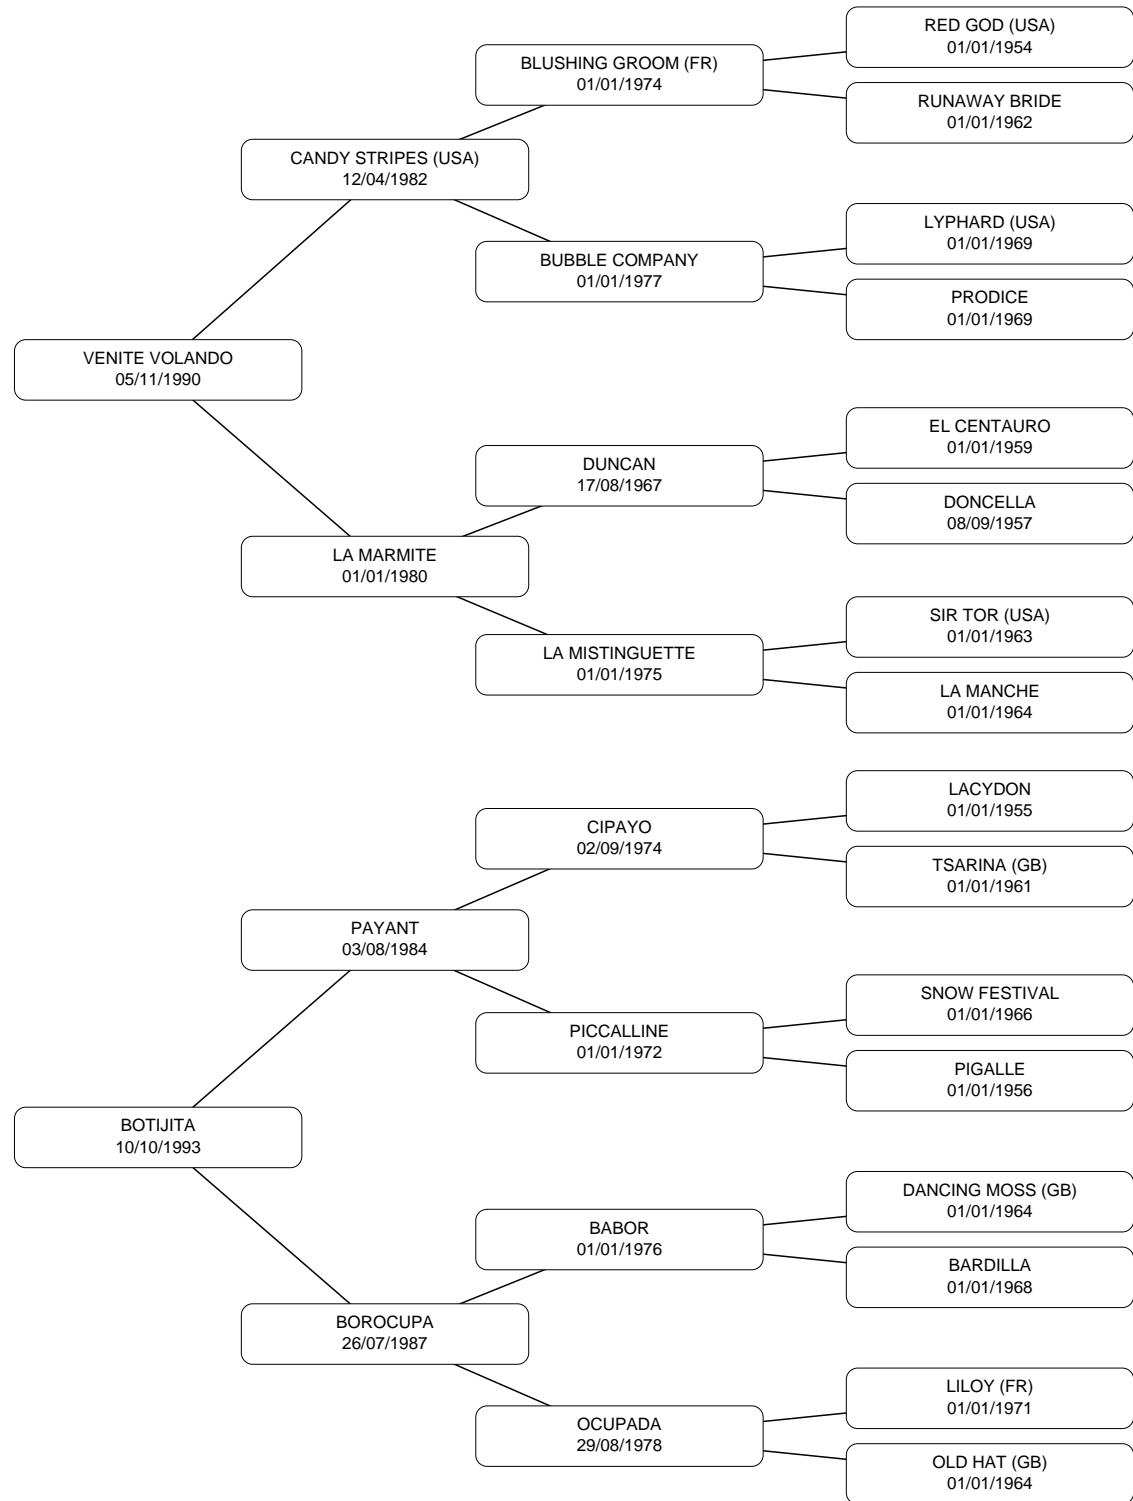 RED GOD (USA)
01/01/1954
BLUSHING GROOM (FR)
01/01/1974
RUNAWAY BRIDE
01/01/1962
CANDY STRIPES (USA)
12/04/1982
LYPHARD (USA)
01/01/1969
BUBBLE COMPANY
01/01/1977
PRODICE
01/01/1969
VENITE VOLANDO
05/11/1990
EL CENTAURO
01/01/1959
DUNCAN
17/08/1967
DONCELLA
08/09/1957
LA MARMITE
01/01/1980
SIR TOR (USA)
01/01/1963
LA MISTINGUETTE
01/01/1975
LA MANCHE
01/01/1964
LACYDON
01/01/1955
CIPAYO
02/09/1974
TSARINA (GB)
01/01/1961
PAYANT
03/08/1984
SNOW FESTIVAL
01/01/1966
PICCALLINE
01/01/1972
PIGALLE
01/01/1956
BOTIJITA
10/10/1993
DANCING MOSS (GB)
01/01/1964
BABOR
01/01/1976
BARDILLA
01/01/1968
BOROCUPA
26/07/1987
LILOY (FR)
01/01/1971
OCUPADA
29/08/1978
OLD HAT (GB)
01/01/1964